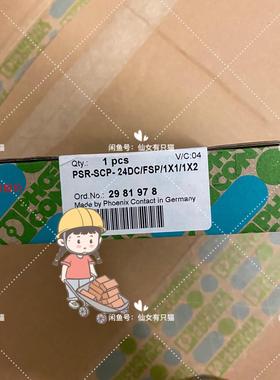 闲鱼号：仙女有只猫
Qty.: 1 pcs V/C:04
PSR-SCP- 24DC/FSP/1X1/1X2
Ord.No.: 29 81 97 8
Made by Phoenix Contact in Germany
闲鱼号：仙女有只猫